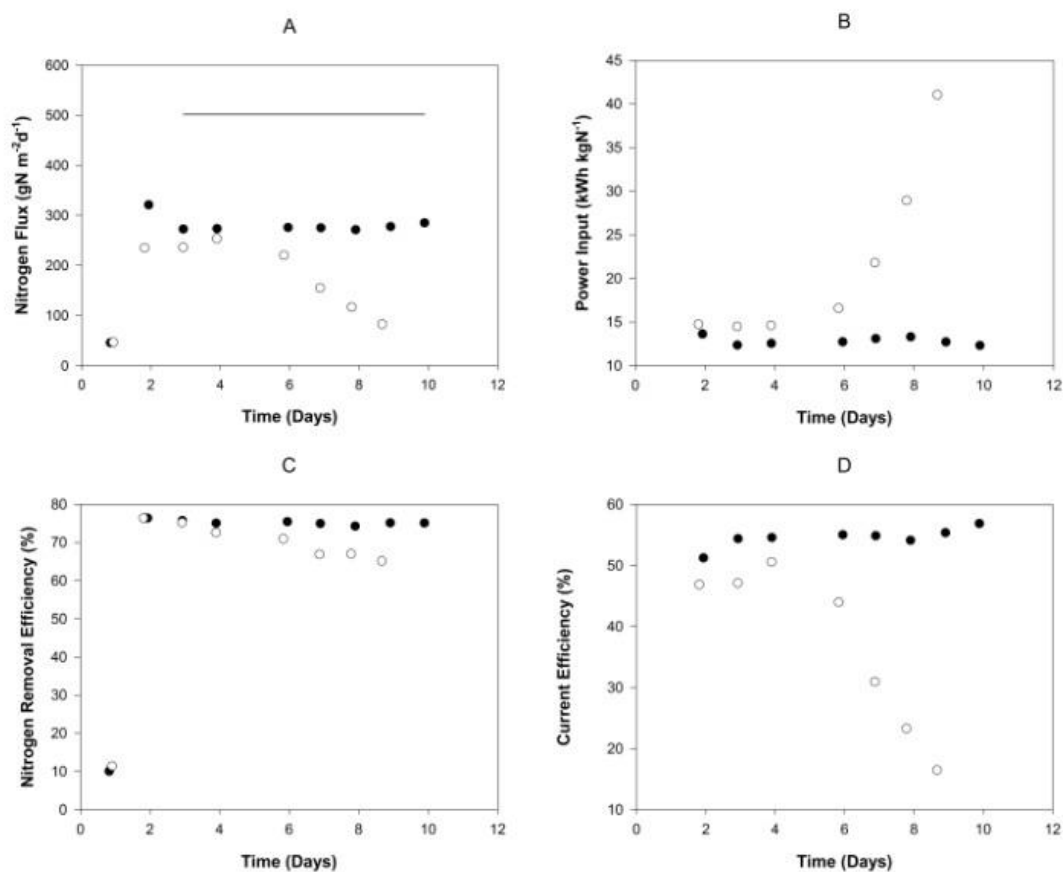 A
600
500
400
300
200
100
0
0 2 4 6 8 10 12
Nitrogen Flux (gN m⁻²d⁻¹)
Time (Days)
B
45
40
35
30
25
20
15
10
0 2 4 6 8 10 12
Power Input (kWh kgN⁻¹)
Time (Days)
C
80
70
60
50
40
30
20
10
0
0 2 4 6 8 10 12
Nitrogen Removal Efficiency (%)
Time (Days)
D
60
50
40
30
20
10
0 2 4 6 8 10 12
Current Efficiency (%)
Time (Days)